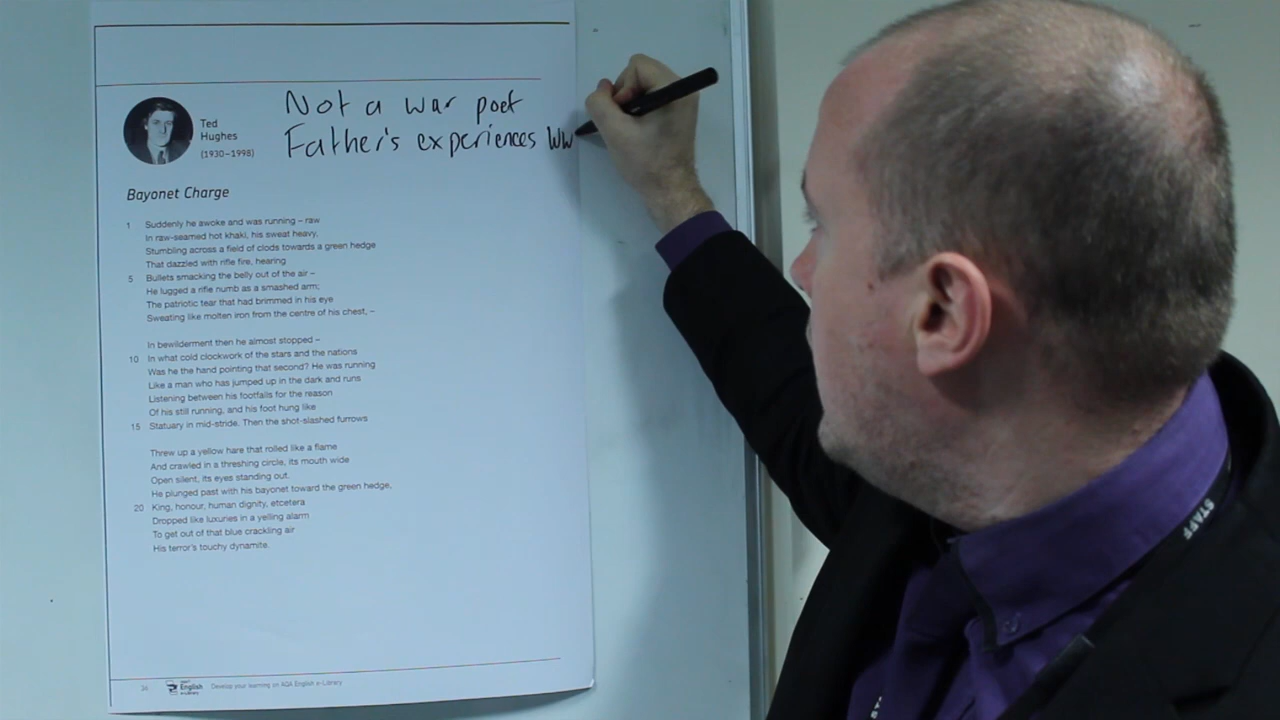 Not a war poet
Father's experiences WW
Ted
Hughes
(1930–1998)
Bayonet Charge
1 Suddenly he awoke and was running – raw
In raw-seamed hot khaki, his sweat heavy,
Stumbling across a field of clods towards a green hedge
That dazzled with rifle fire, hearing
5 Bullets smacking the belly out of the air –
He lugged a rifle numb as a smashed arm;
The patriotic tear that had brimmed in his eye
Sweating like molten iron from the centre of his chest, –
In bewilderment then he almost stopped –
10 In what cold clockwork of the stars and the nations
Was he the hand pointing that second? He was running
Like a man who has jumped up in the dark and runs
Listening between his footfalls for the reason
Of his still running, and his foot hung like
15 Statuary in mid-stride. Then the shot-slashed furrows
Threw up a yellow hare that rolled like a flame
And crawled in a threshing circle, its mouth wide
Open silent, its eyes standing out.
He plunged past with his bayonet toward the green hedge,
20 King, honour, human dignity, etcetera
Dropped like luxuries in a yelling alarm
To get out of that blue crackling air
His terror's touchy dynamite.
English
Develop your learning on AQA English e-Library
STAFF